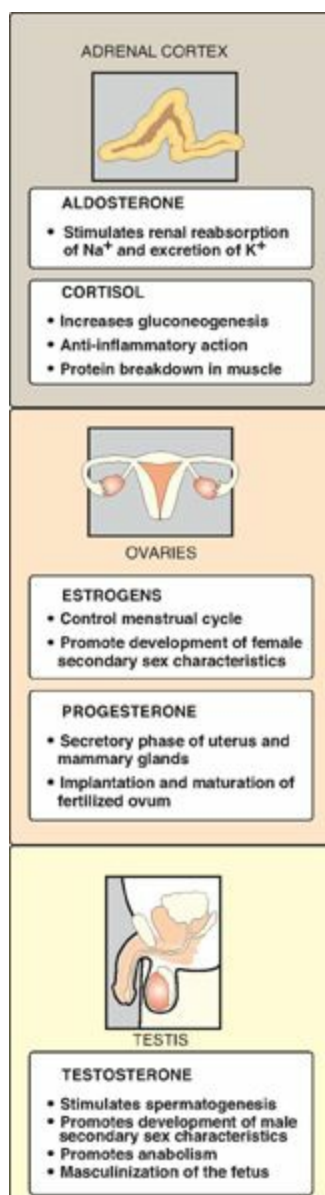 ADRENAL CORTEX
ALDOSTERONE
• Stimulates renal reabsorption
of Na+ and excretion of K+
CORTISOL
• Increases gluconeogenesis
• Anti-inflammatory action
• Protein breakdown in muscle
OVARIES
ESTROGENS
• Control menstrual cycle
• Promote development of female
secondary sex characteristics
PROGESTERONE
• Secretory phase of uterus and
mammary glands
• Implantation and maturation of
fertilized ovum
TESTIS
TESTOSTERONE
• Stimulates spermatogenesis
• Promotes development of male
secondary sex characteristics
• Promotes anabolism
• Masculinization of the fetus